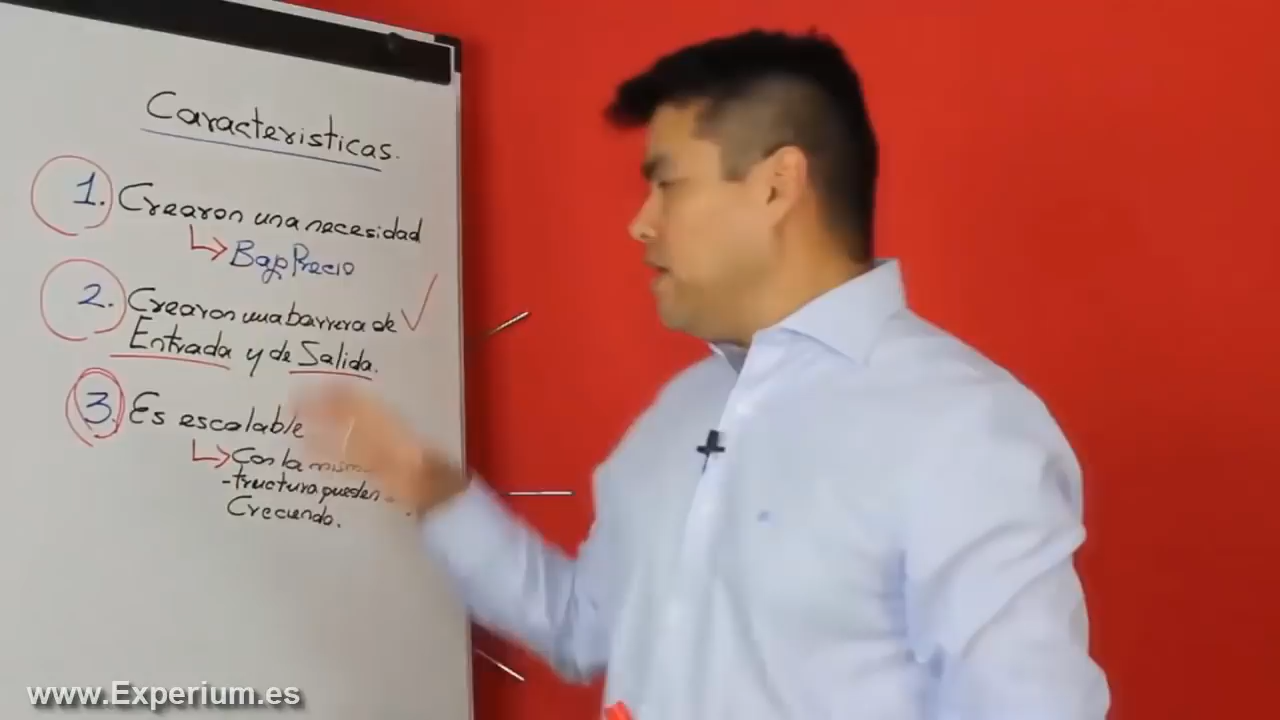 Caracteristicas.
1. Crearon una necesidad
Bajo Precio
2. Crearon una barrera de
Entrada y de Salida.
3. Es escalable
Con la
-tructura pueden
Creciendo.
www.Experium.es